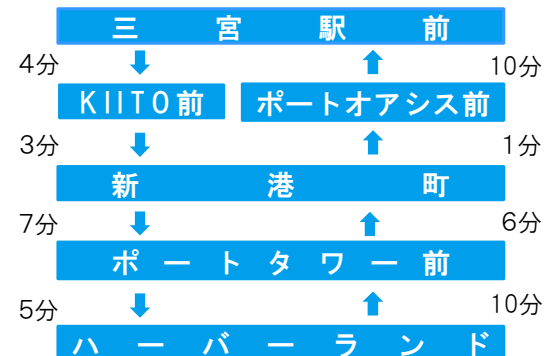 三宮駅前
4分 10分
KIITO前 ポートオアシス前
3分 1分
新港町
7分 6分
ポートタワー前
5分 10分
ハーバーランド